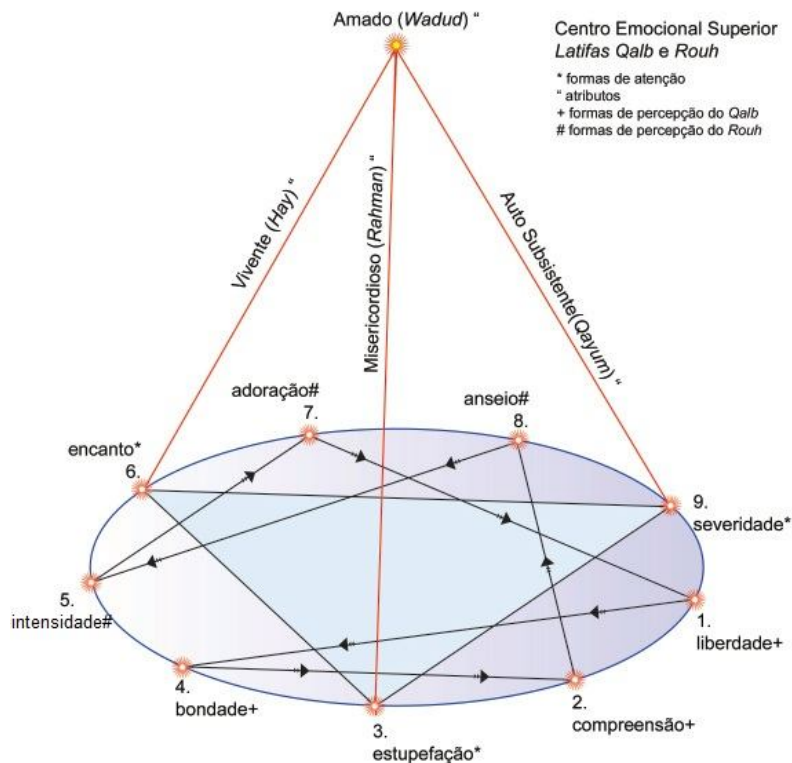 Amado (Wadud) “
Centro Emocional Superior
Latifas Qalb e Rouh
* formas de atenção
“ atributos
+ formas de percepção do Qalb
# formas de percepção do Rouh
Vivente (Hay) “
Misericordioso (Rahman) “
Auto Subsistente(Qayum) “
adoração#
7.
anseio#
8.
encanto*
6.
9.
severidade*
5.
intensidade#
1.
liberdade+
4.
bondade+
2.
compreensão+
3.
estupefação*